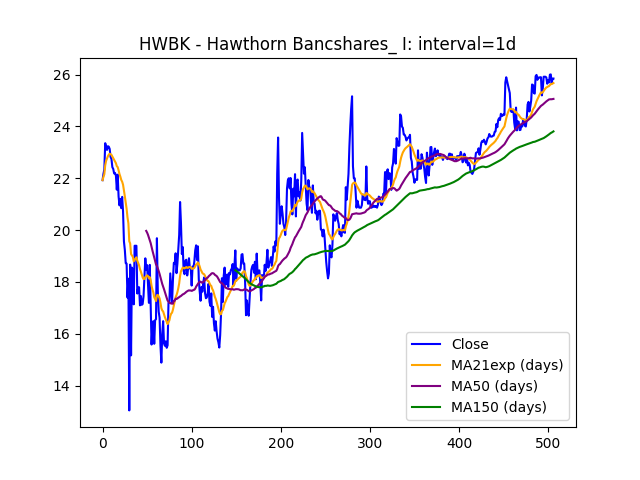 HWBK - Hawthorn Bancshares_ I: interval=1d
26
24
22
20
18
16
14
0
100
200
300
400
500
Close
MA21exp (days)
MA50 (days)
MA150 (days)